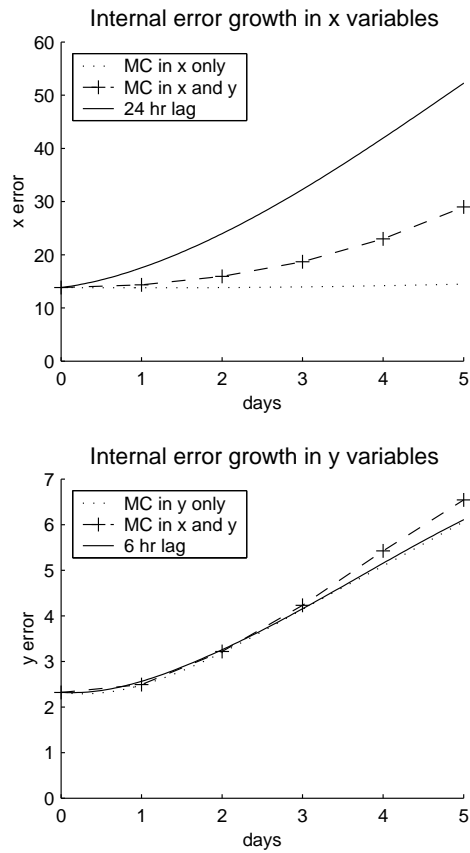 Internal error growth in x variables
60
50
40
30
20
10
0
x error
MC in x only
MC in x and y
24 hr lag
0 1 2 3 4 5
days
Internal error growth in y variables
7
6
5
4
3
2
1
0
y error
MC in y only
MC in x and y
6 hr lag
0 1 2 3 4 5
days